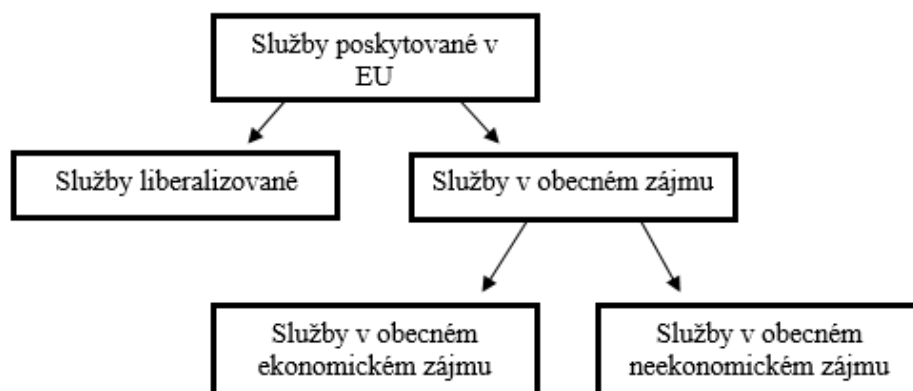 Služby poskytované v
EU
Služby liberalizované
Služby v obecném zájmu
Služby v obecném
ekonomickém zájmu
Služby v obecném
neekonomickém zájmu